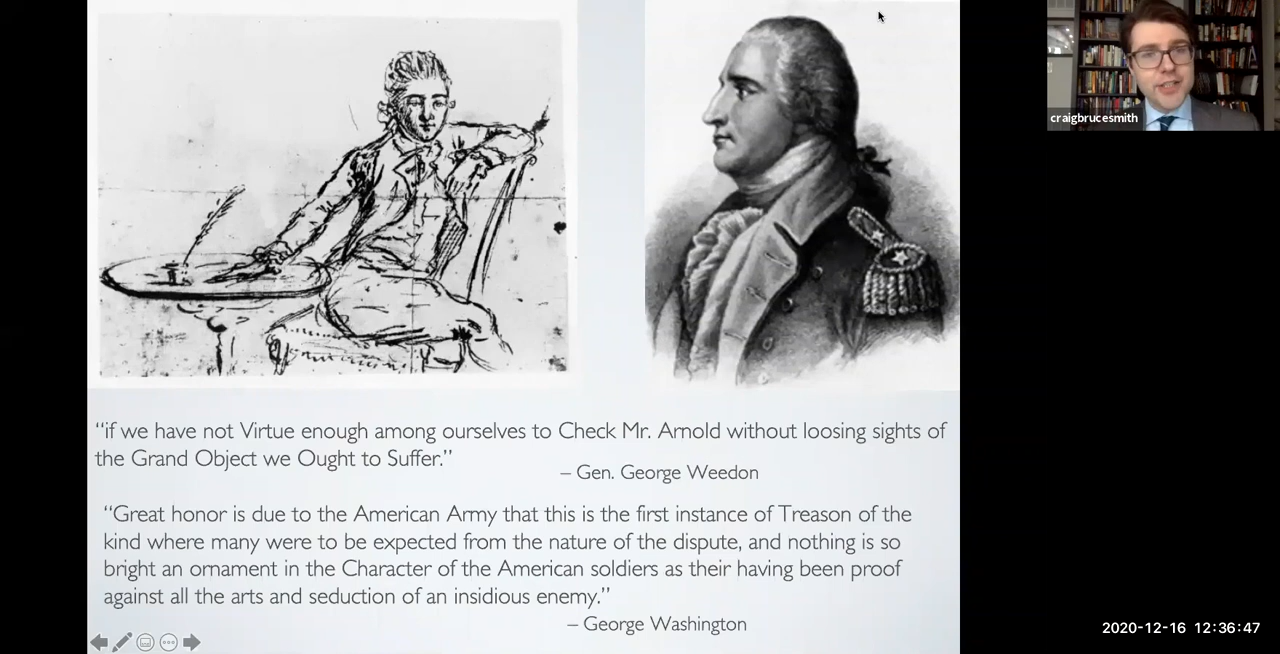 craigbrucesmith
“if we have not Virtue enough among ourselves to Check Mr. Arnold without loosing sights of
the Grand Object we Ought to Suffer.”
– Gen. George Weedon
“Great honor is due to the American Army that this is the first instance of Treason of the
kind where many were to be expected from the nature of the dispute, and nothing is so
bright an ornament in the Character of the American soldiers as their having been proof
against all the arts and seduction of an insidious enemy.”
– George Washington
2020-12-16 12:36:47